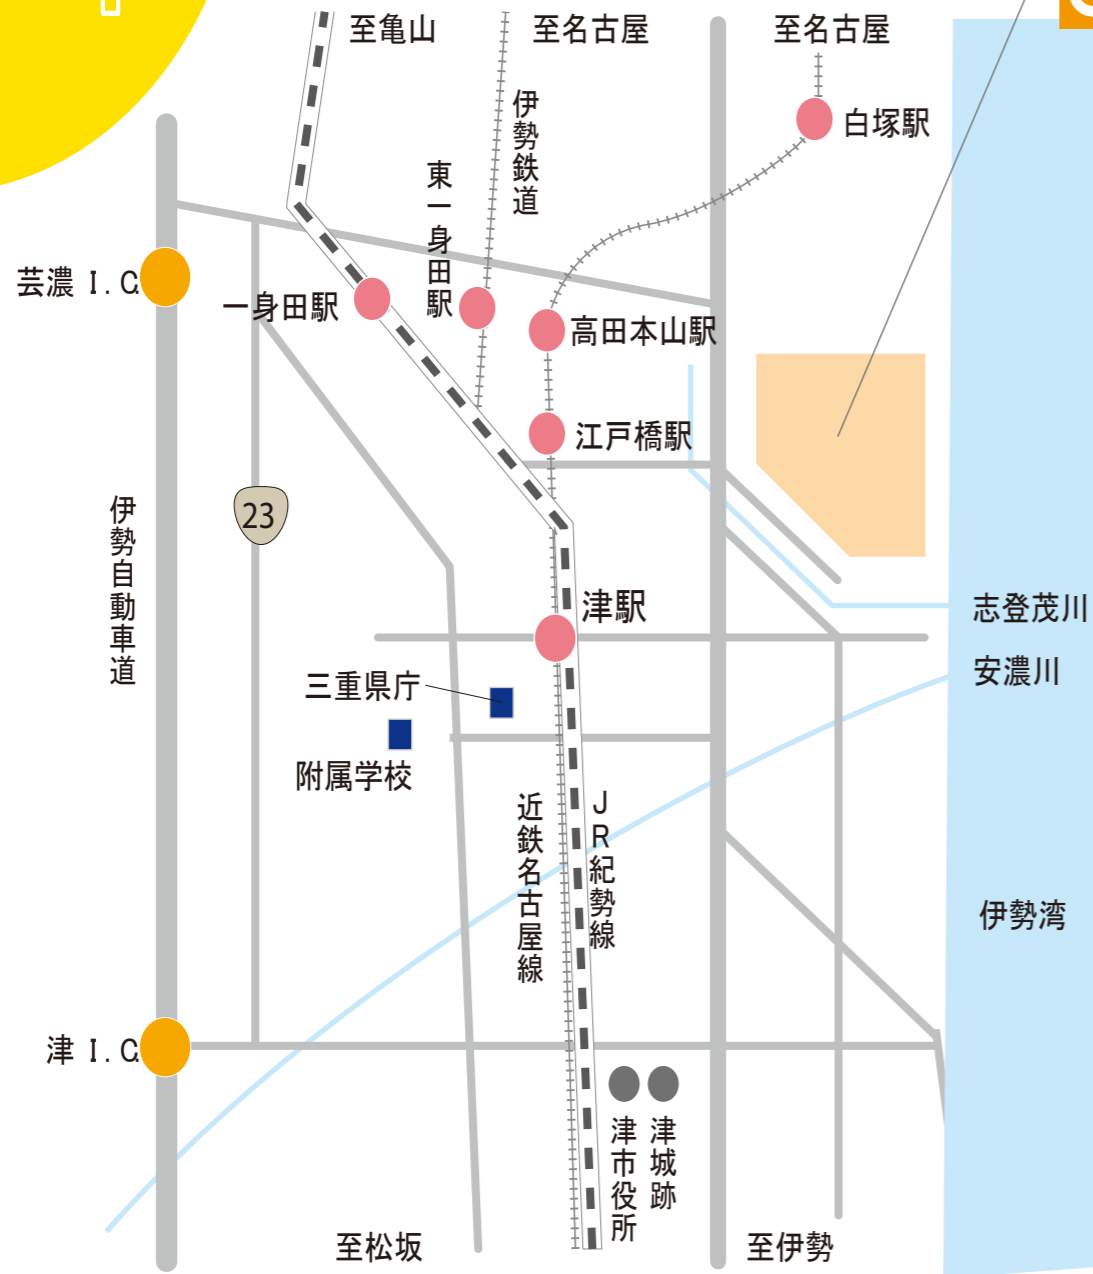 至亀山
至名古屋
至名古屋
伊勢鉄道
白塚駅
東一身田駅
芸濃 I.C.
一身田駅
高田本山駅
江戸橋駅
伊勢自動車道
23
津駅
志登茂川
安濃川
三重県庁
附属学校
近鉄名古屋線
JR紀勢線
伊勢湾
津 I.C.
津市役所
津城跡
至松坂
至伊勢